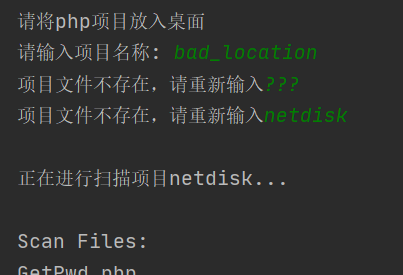 请将php项目放入桌面
请输入项目名称: bad_location
项目文件不存在，请重新输入???
项目文件不存在，请重新输入netdisk
正在进行扫描项目netdisk...
Scan Files:
GetPwd.php